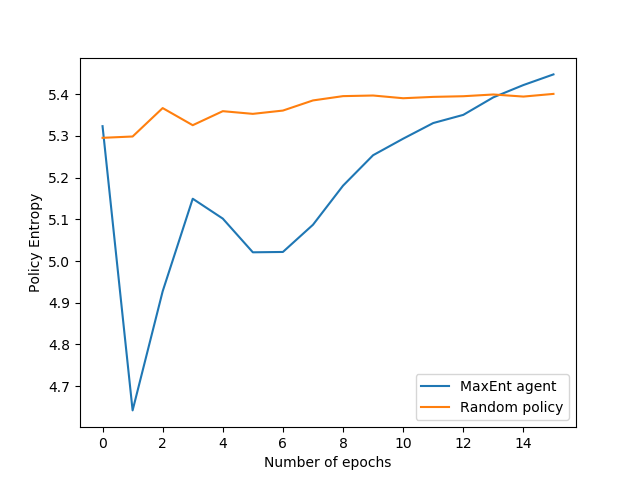 5.4
5.3
5.2
5.1
5.0
4.9
4.8
4.7
Policy Entropy
MaxEnt agent
Random policy
0 2 4 6 8 10 12 14
Number of epochs